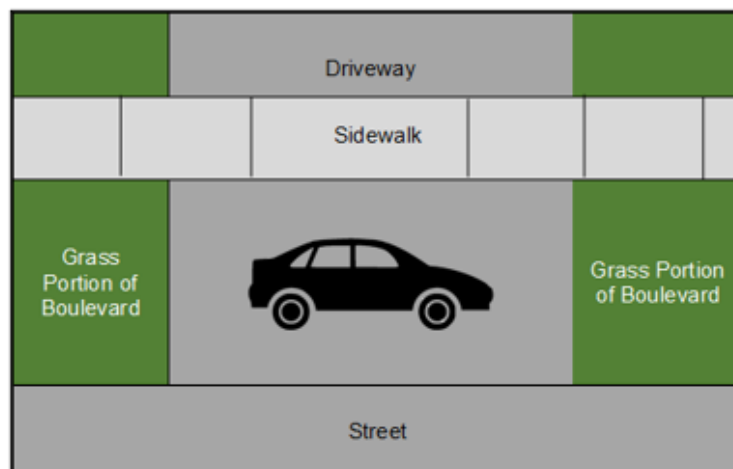 Driveway
Sidewalk
Grass
Portion of
Boulevard
Grass Portion
of Boulevard
Street